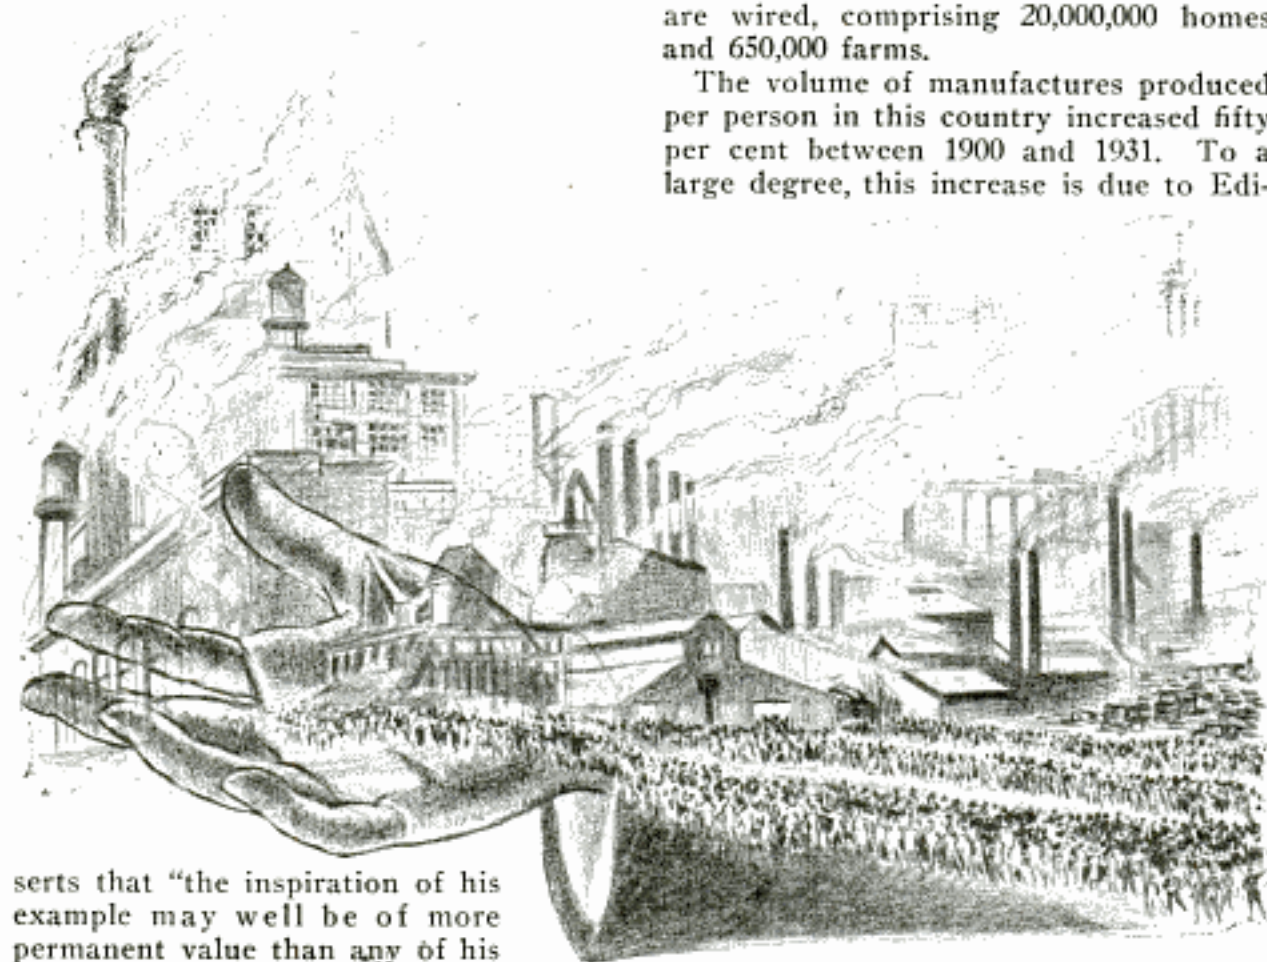 are wired, comprising 20,000,000 homes
and 650,000 farms.
The volume of manufactures produced
per person in this country increased fifty
per cent between 1900 and 1931. To a
large degree, this increase is due to Edi-
serts that “the inspiration of his
example may well be of more
permanent value than any of his